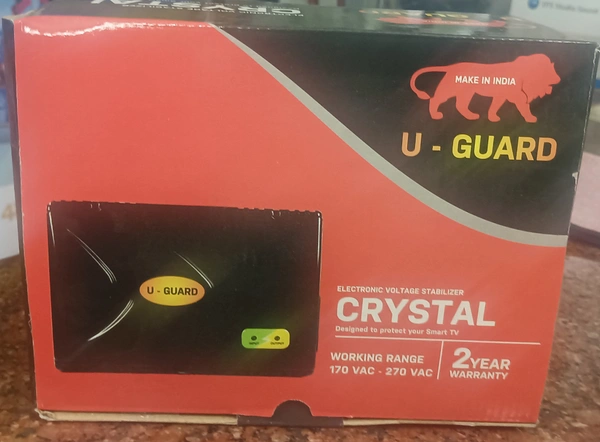 CRYSTAL
MAKE IN INDIA
U - GUARD
U - GUARD
ELECTRONIC VOLTAGE STABILIZER
CRYSTAL
Designed to protect your Smart TV
WORKING RANGE
170 VAC - 270 VAC
2 YEAR
WARRANTY